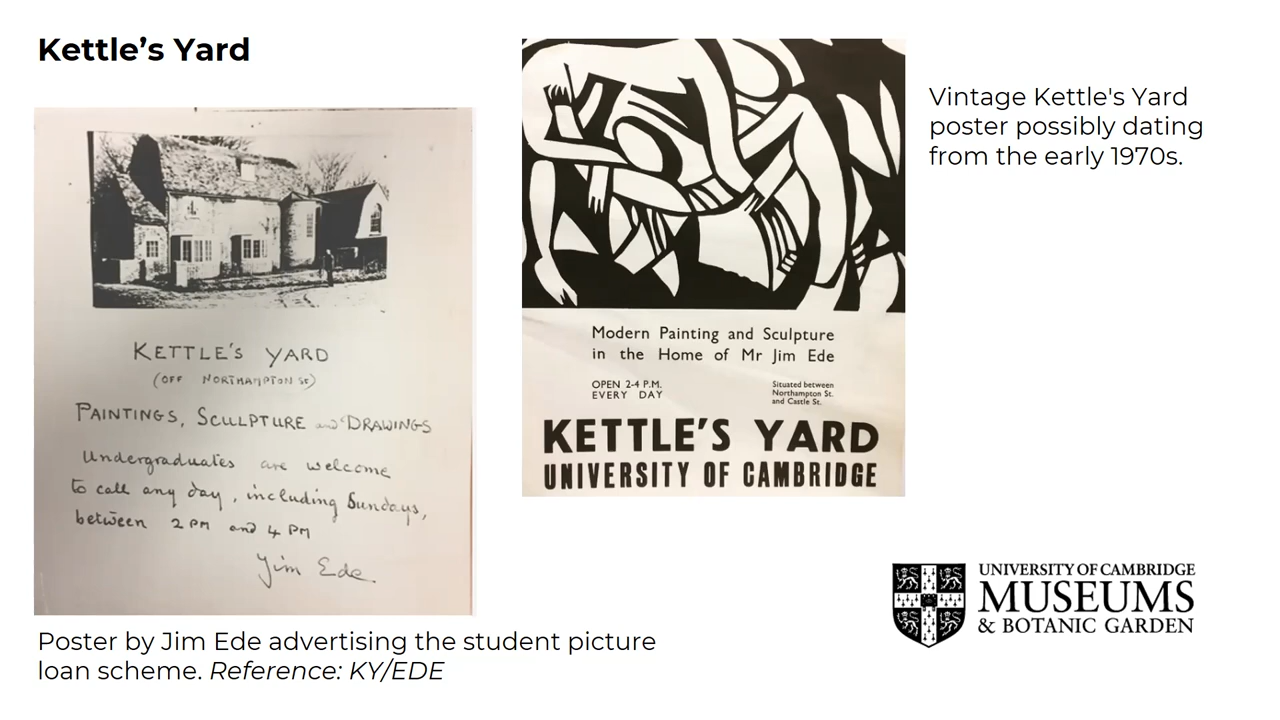 Kettle's Yard
KETTLE'S YARD
(OFF NORTHAMPTON St)
PAINTINGS, SCULPTURE and DRAWINGS
Undergraduates are welcome
to call any day, including Sundays,
between 2 PM and 4 PM
Jim Ede.
Poster by Jim Ede advertising the student picture
loan scheme. Reference: KY/EDE
Modern Painting and Sculpture
in the Home of Mr Jim Ede
OPEN 2-4 P.M.
EVERY DAY
Situated between
Northampton St.
and Castle St.
KETTLE'S YARD
UNIVERSITY OF CAMBRIDGE
Vintage Kettle's Yard
poster possibly dating
from the early 1970s.
UNIVERSITY OF CAMBRIDGE
MUSEUMS
& BOTANIC GARDEN